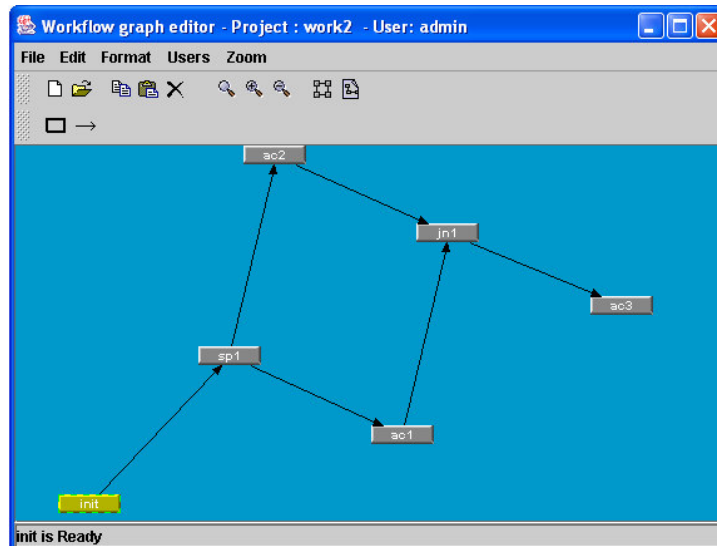 Workflow graph editor - Project : work2 - User: admin
File Edit Format Users Zoom
ac2
jn1
ac3
sp1
ac1
init
init is Ready